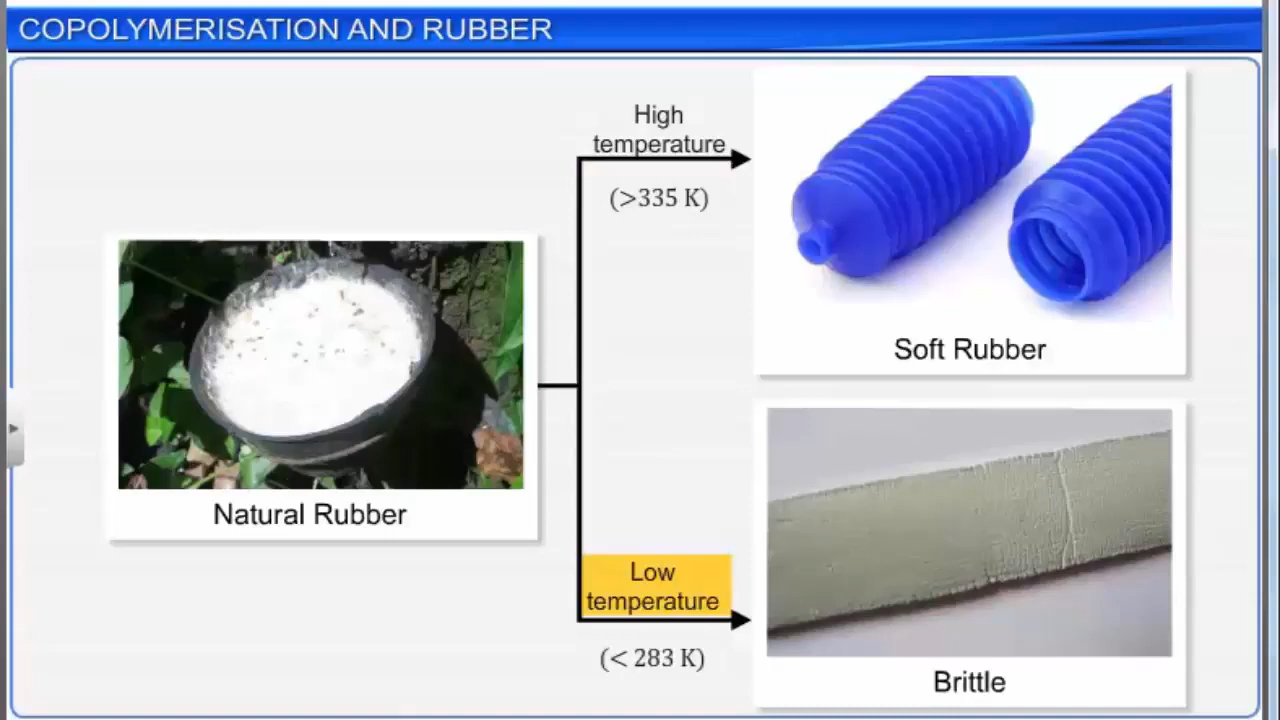 COPOLYMERISATION AND RUBBER
High
temperature
(>335 K)
Soft Rubber
Natural Rubber
Low
temperature
(< 283 K)
Brittle